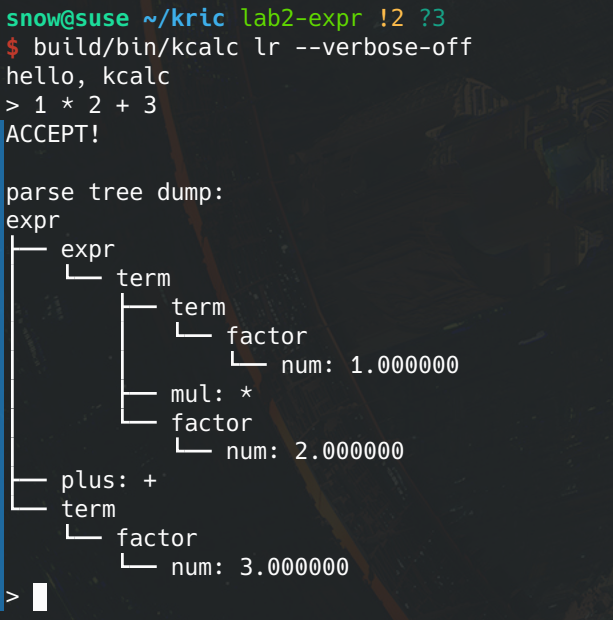 snow@suse ~/kric lab2-expr !2 ?3
$ build/bin/kcalc lr --verbose-off
hello, kcalc
> 1 * 2 + 3
ACCEPT!
parse tree dump:
expr
├── expr
│   └── term
│       ├── term
│       │   └── factor
│       │       └── num: 1.000000
│       ├── mul: *
│       └── factor
│           └── num: 2.000000
├── plus: +
└── term
    └── factor
        └── num: 3.000000
>